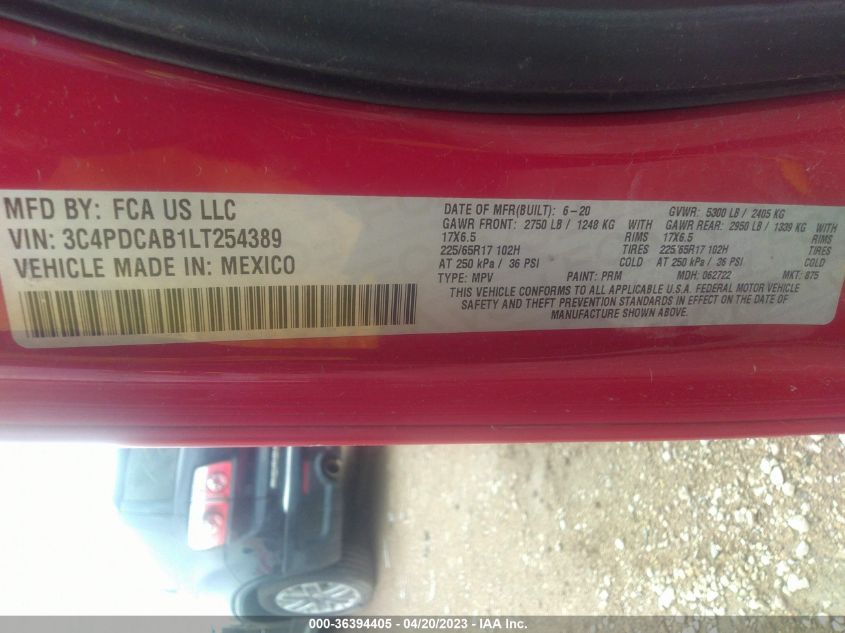 MFD BY: FCA US LLC
VIN: 3C4PDCAB1LT254389
VEHICLE MADE IN: MEXICO
DATE OF MFR(BUILT): 6-20 GVWR: 5300 LB / 2405 KG
GAWR FRONT: 2750 LB / 1248 KG GAWR REAR: 2950 LB / 1339 KG
17X6.5 RIMS 17X6.5 RIMS
225/65R17 102H TIRES 225/65R17 102H TIRES
AT 250 kPa / 36 PSI COLD AT 250 kPa / 36 PSI COLD
TYPE: MPV PAINT: PRM MDH: 062722 MKT: 875
THIS VEHICLE CONFORMS TO ALL APPLICABLE U.S.A. FEDERAL MOTOR VEHICLE
SAFETY AND THEFT PREVENTION STANDARDS IN EFFECT ON THE DATE OF
MANUFACTURE SHOWN ABOVE.
000-36394405 - 04/20/2023 - IAA Inc.